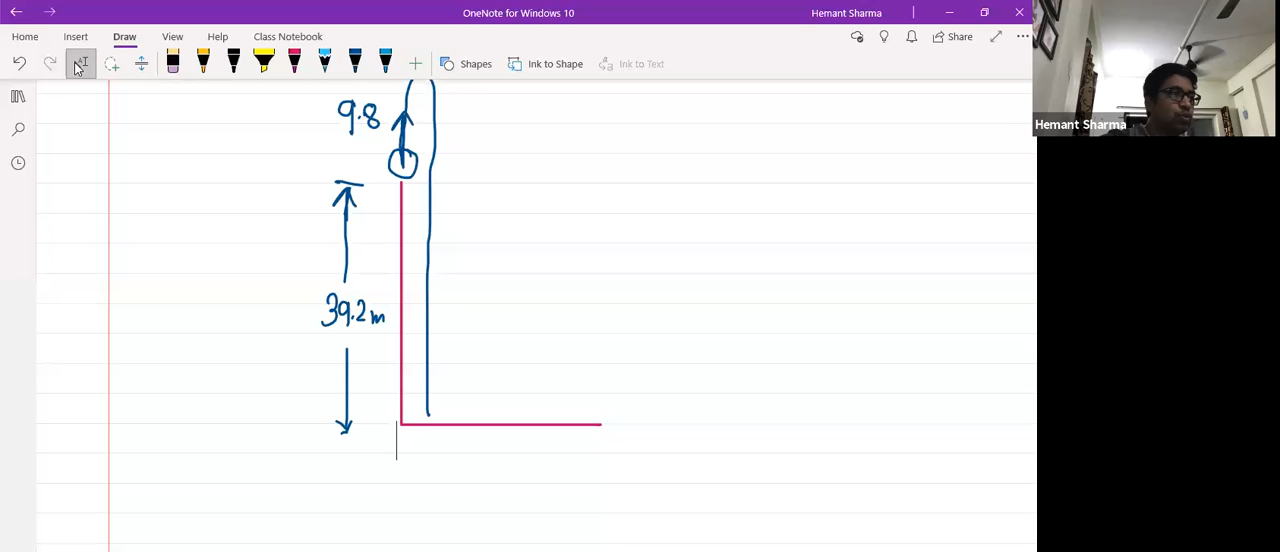 OneNote for Windows 10
Hemant Sharma
Home
Insert
Draw
View
Help
Class Notebook
Share
Shapes
Ink to Shape
Ink to Text
Hemant Sharma
9.8
39.2m